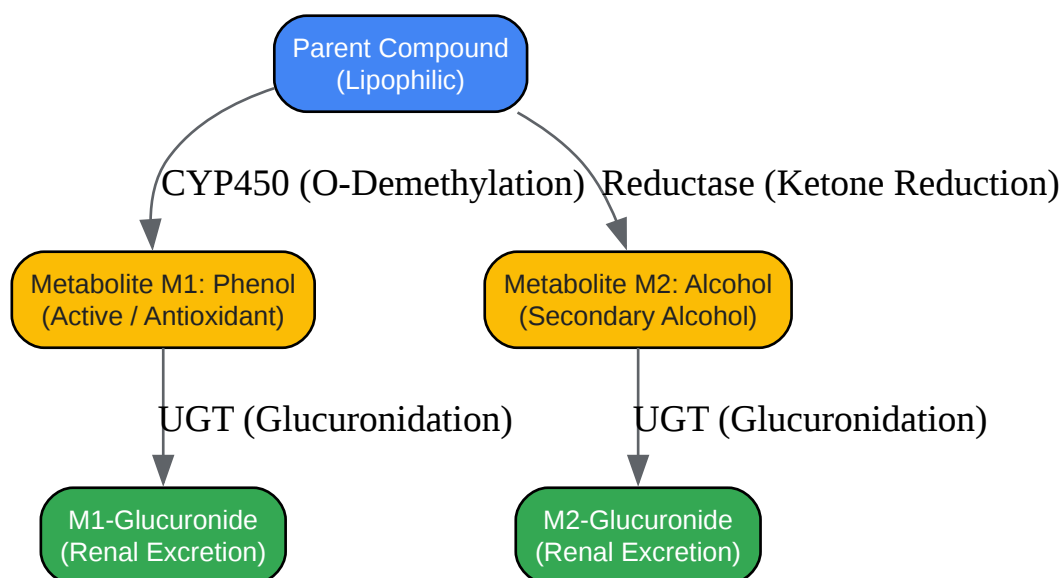 Parent Compound
(Lipophilic)
CYP450 (O-Demethylation)
Reductase (Ketone Reduction)
Metabolite M1: Phenol
(Active / Antioxidant)
Metabolite M2: Alcohol
(Secondary Alcohol)
UGT (Glucuronidation)
UGT (Glucuronidation)
M1-Glucuronide
(Renal Excretion)
M2-Glucuronide
(Renal Excretion)